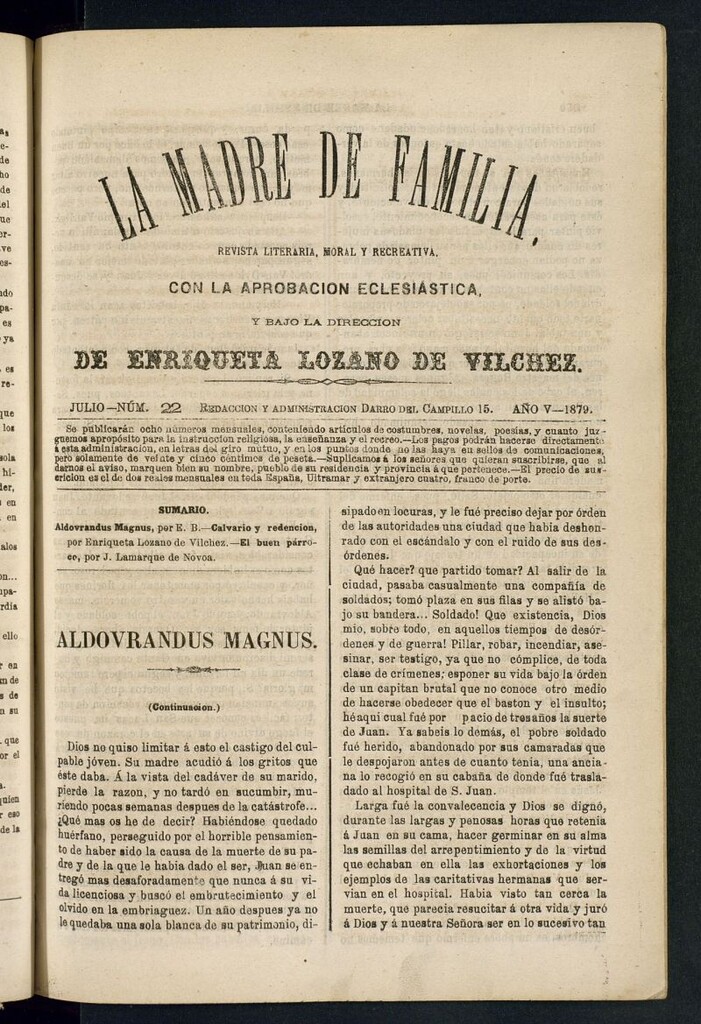 LA MADRE DE FAMILIA.
REVISTA LITERARIA, MORAL Y RECREATIVA,
CON LA APROBACION ECLESIÁSTICA,
Y BAJO LA DIRECCION
DE ENRIQUETA LOZANO DE VILCHEZ.
JULIO—NÚM. 22 REDACCION Y ADMINISTRACION DARRO DEL CAMPILLO 15. AÑO V—1879.
Se publicarán ocho números mensuales, conteniendo artículos de costumbres, novelas, poesías, y cuanto juz-
guemos apropósito para la instruccion religiosa, la enseñanza y el recreo.—Los pagos podrán hacerse directamente
á esta administracion, en letras del giro mútuo, y en los puntos donde no las haya en sellos de comunicaciones,
pero solamente de veinte y cinco céntimos de peseta.—Suplicamos á los señores que quieran suscribirse, que al
darnos el aviso, marquen bien su nombre, pueblo de su residencia y provincia á que pertenece.—El precio de sus-
cricion es el de dos reales mensuales en toda España, Ultramar y extranjero cuatro, franco de porte.
SUMARIO.
Aldovrandus Magnus, por E. B.—Calvario y redencion,
por Enriqueta Lozano de Vilchez.—El buen párro-
co, por J. Lamarque de Novoa.
ALDOVRANDUS MAGNUS.
(Continuacion.)
Dios no quiso limitar á esto el castigo del cul-
pable jóven. Su madre acudió á los gritos que
éste daba. Á la vista del cadáver de su marido,
pierde la razon, y no tardó en sucumbir, mu-
riendo pocas semanas despues de la catástrofe...
¿Qué mas os he de decir? Habiéndose quedado
huérfano, perseguido por el horrible pensamien-
to de haber sido la causa de la muerte de su pa-
dre y de la que le habia dado el ser, Juan se en-
tregó mas desaforadamente que nunca á su vi-
da licenciosa y buscó el embrutecimiento y el
olvido en la embriaguez. Un año despues ya no
le quedaba una sola blanca de su patrimonio, di-
sipado en locuras, y le fué preciso dejar por órden
de las autoridades una ciudad que habia deshon-
rado con el escándalo y con el ruido de sus des-
órdenes.
Qué hacer? que partido tomar? Al salir de la
ciudad, pasaba casualmente una compañía de
soldados; tomó plaza en sus filas y se alistó ba-
jo su bandera... Soldado! Que existencia, Dios
mio, sobre todo, en aquellos tiempos de desór-
denes y de guerra! Pillar, robar, incendiar, ase-
sinar, ser testigo, ya que no cómplice, de toda
clase de crímenes; esponer su vida bajo la órden
de un capitan brutal que no conoce otro medio
de hacerse obedecer que el baston y el insulto;
hé aquí cual fué por pacio de tres años la suerte
de Juan. Ya sabeis lo demás, el pobre soldado
fué herido, abandonado por sus camaradas que
le despojaron antes de cuanto tenia, una ancia-
na lo recogió en su cabaña de donde fué trasla-
dado al hospital de S. Juan.
Larga fué la convalecencia y Dios se dignó,
durante las largas y penosas horas que retenia
á Juan en su cama, hacer germinar en su alma
las semillas del arrepentimiento y de la virtud
que echaban en ella las exhortaciones y los
ejemplos de las caritativas hermanas que ser-
vian en el hospital. Habia visto tan cerca la
muerte, que parecia resucitar á otra vida y juró
á Dios y á nuestra Señora ser en lo sucesivo tan